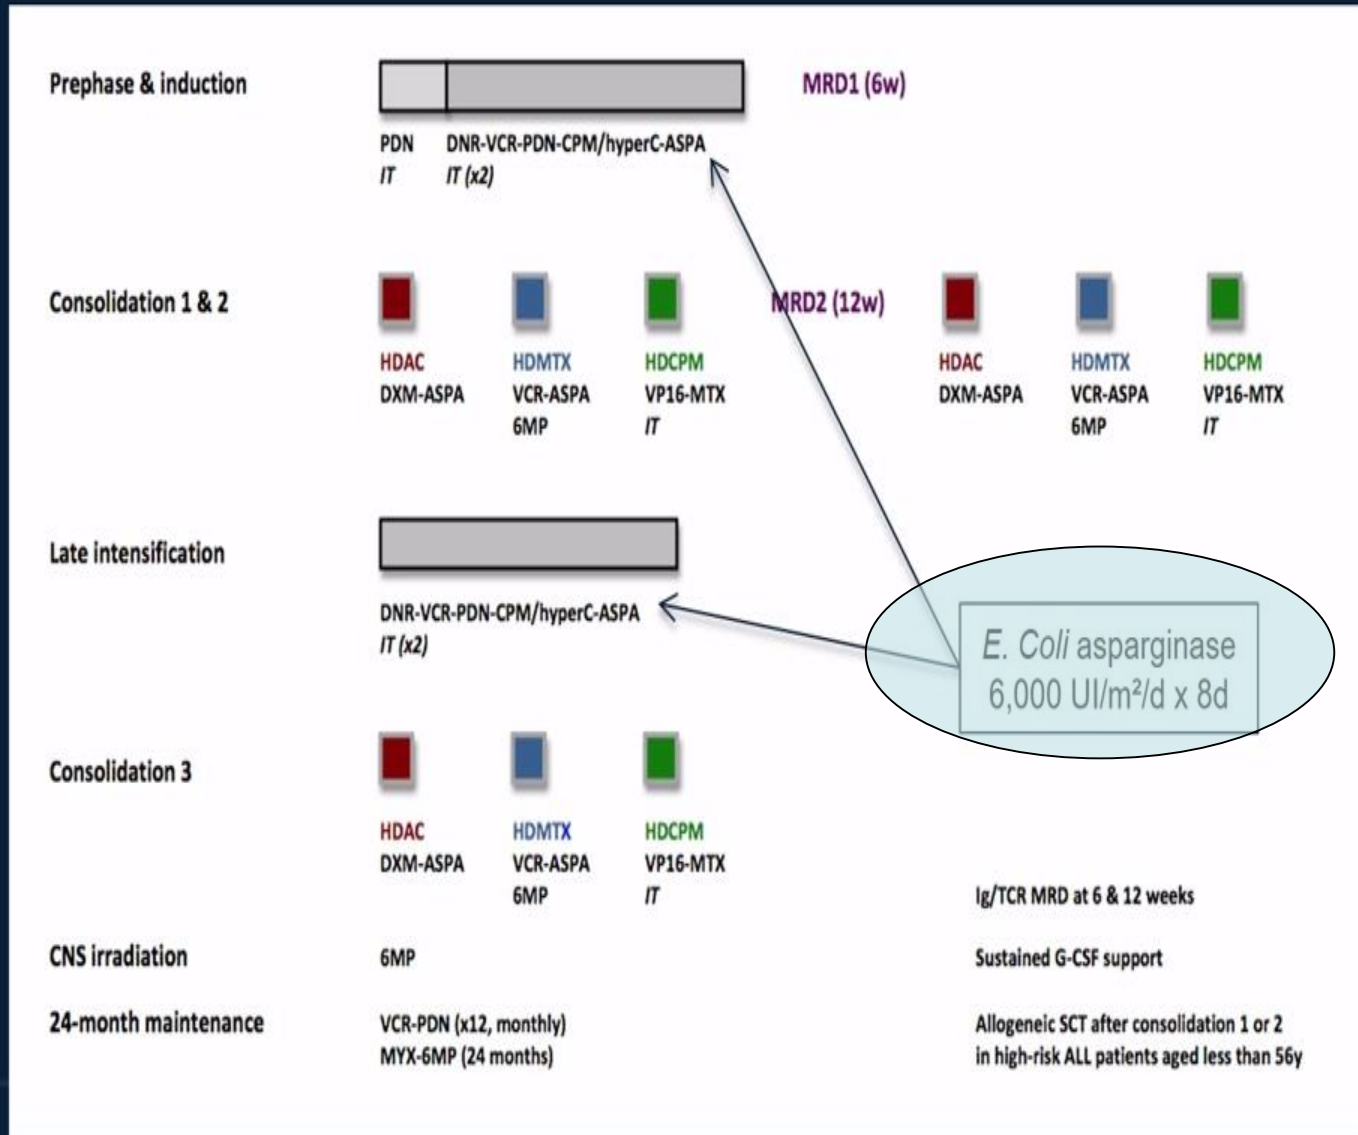 Prephase & induction
MRD1 (6w)
PDN
IT
DNR-VCR-PDN-CPM/hyperC-ASPA
IT (x2)
Consolidation 1 & 2
MRD2 (12w)
HDAC
DXM-ASPA
HDMTX
VCR-ASPA
6MP
HDCPM
VP16-MTX
IT
HDAC
DXM-ASPA
HDMTX
VCR-ASPA
6MP
HDCPM
VP16-MTX
IT
Late intensification
DNR-VCR-PDN-CPM/hyperC-ASPA
IT (x2)
E. Coli asparginase
6,000 UI/m²/d x 8d
Consolidation 3
HDAC
DXM-ASPA
HDMTX
VCR-ASPA
6MP
HDCPM
VP16-MTX
IT
Ig/TCR MRD at 6 & 12 weeks
CNS irradiation
6MP
Sustained G-CSF support
24-month maintenance
VCR-PDN (x12, monthly)
MYX-6MP (24 months)
Allogeneic SCT after consolidation 1 or 2
in high-risk ALL patients aged less than 56y